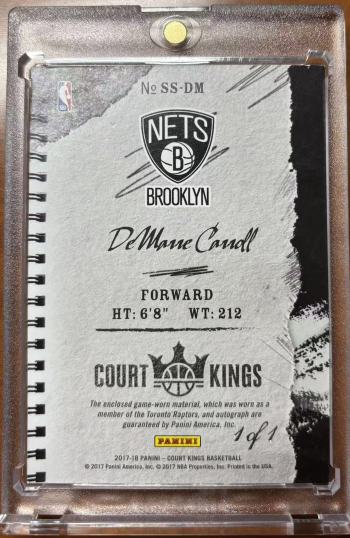 No SS-DM
NETS
B
BROOKLYN
DeMarre Carroll
FORWARD
HT: 6'8" WT: 212
COURT KINGS
The enclosed game-worn material, which was worn as a
member of the Toronto Raptors, and autograph are
guaranteed by Panini America, Inc.
PANINI
1 of 1
2017-18 PANINI – COURT KINGS BASKETBALL
© 2017 Panini America, Inc. © 2017 NBA Properties, Inc. Printed in the USA.